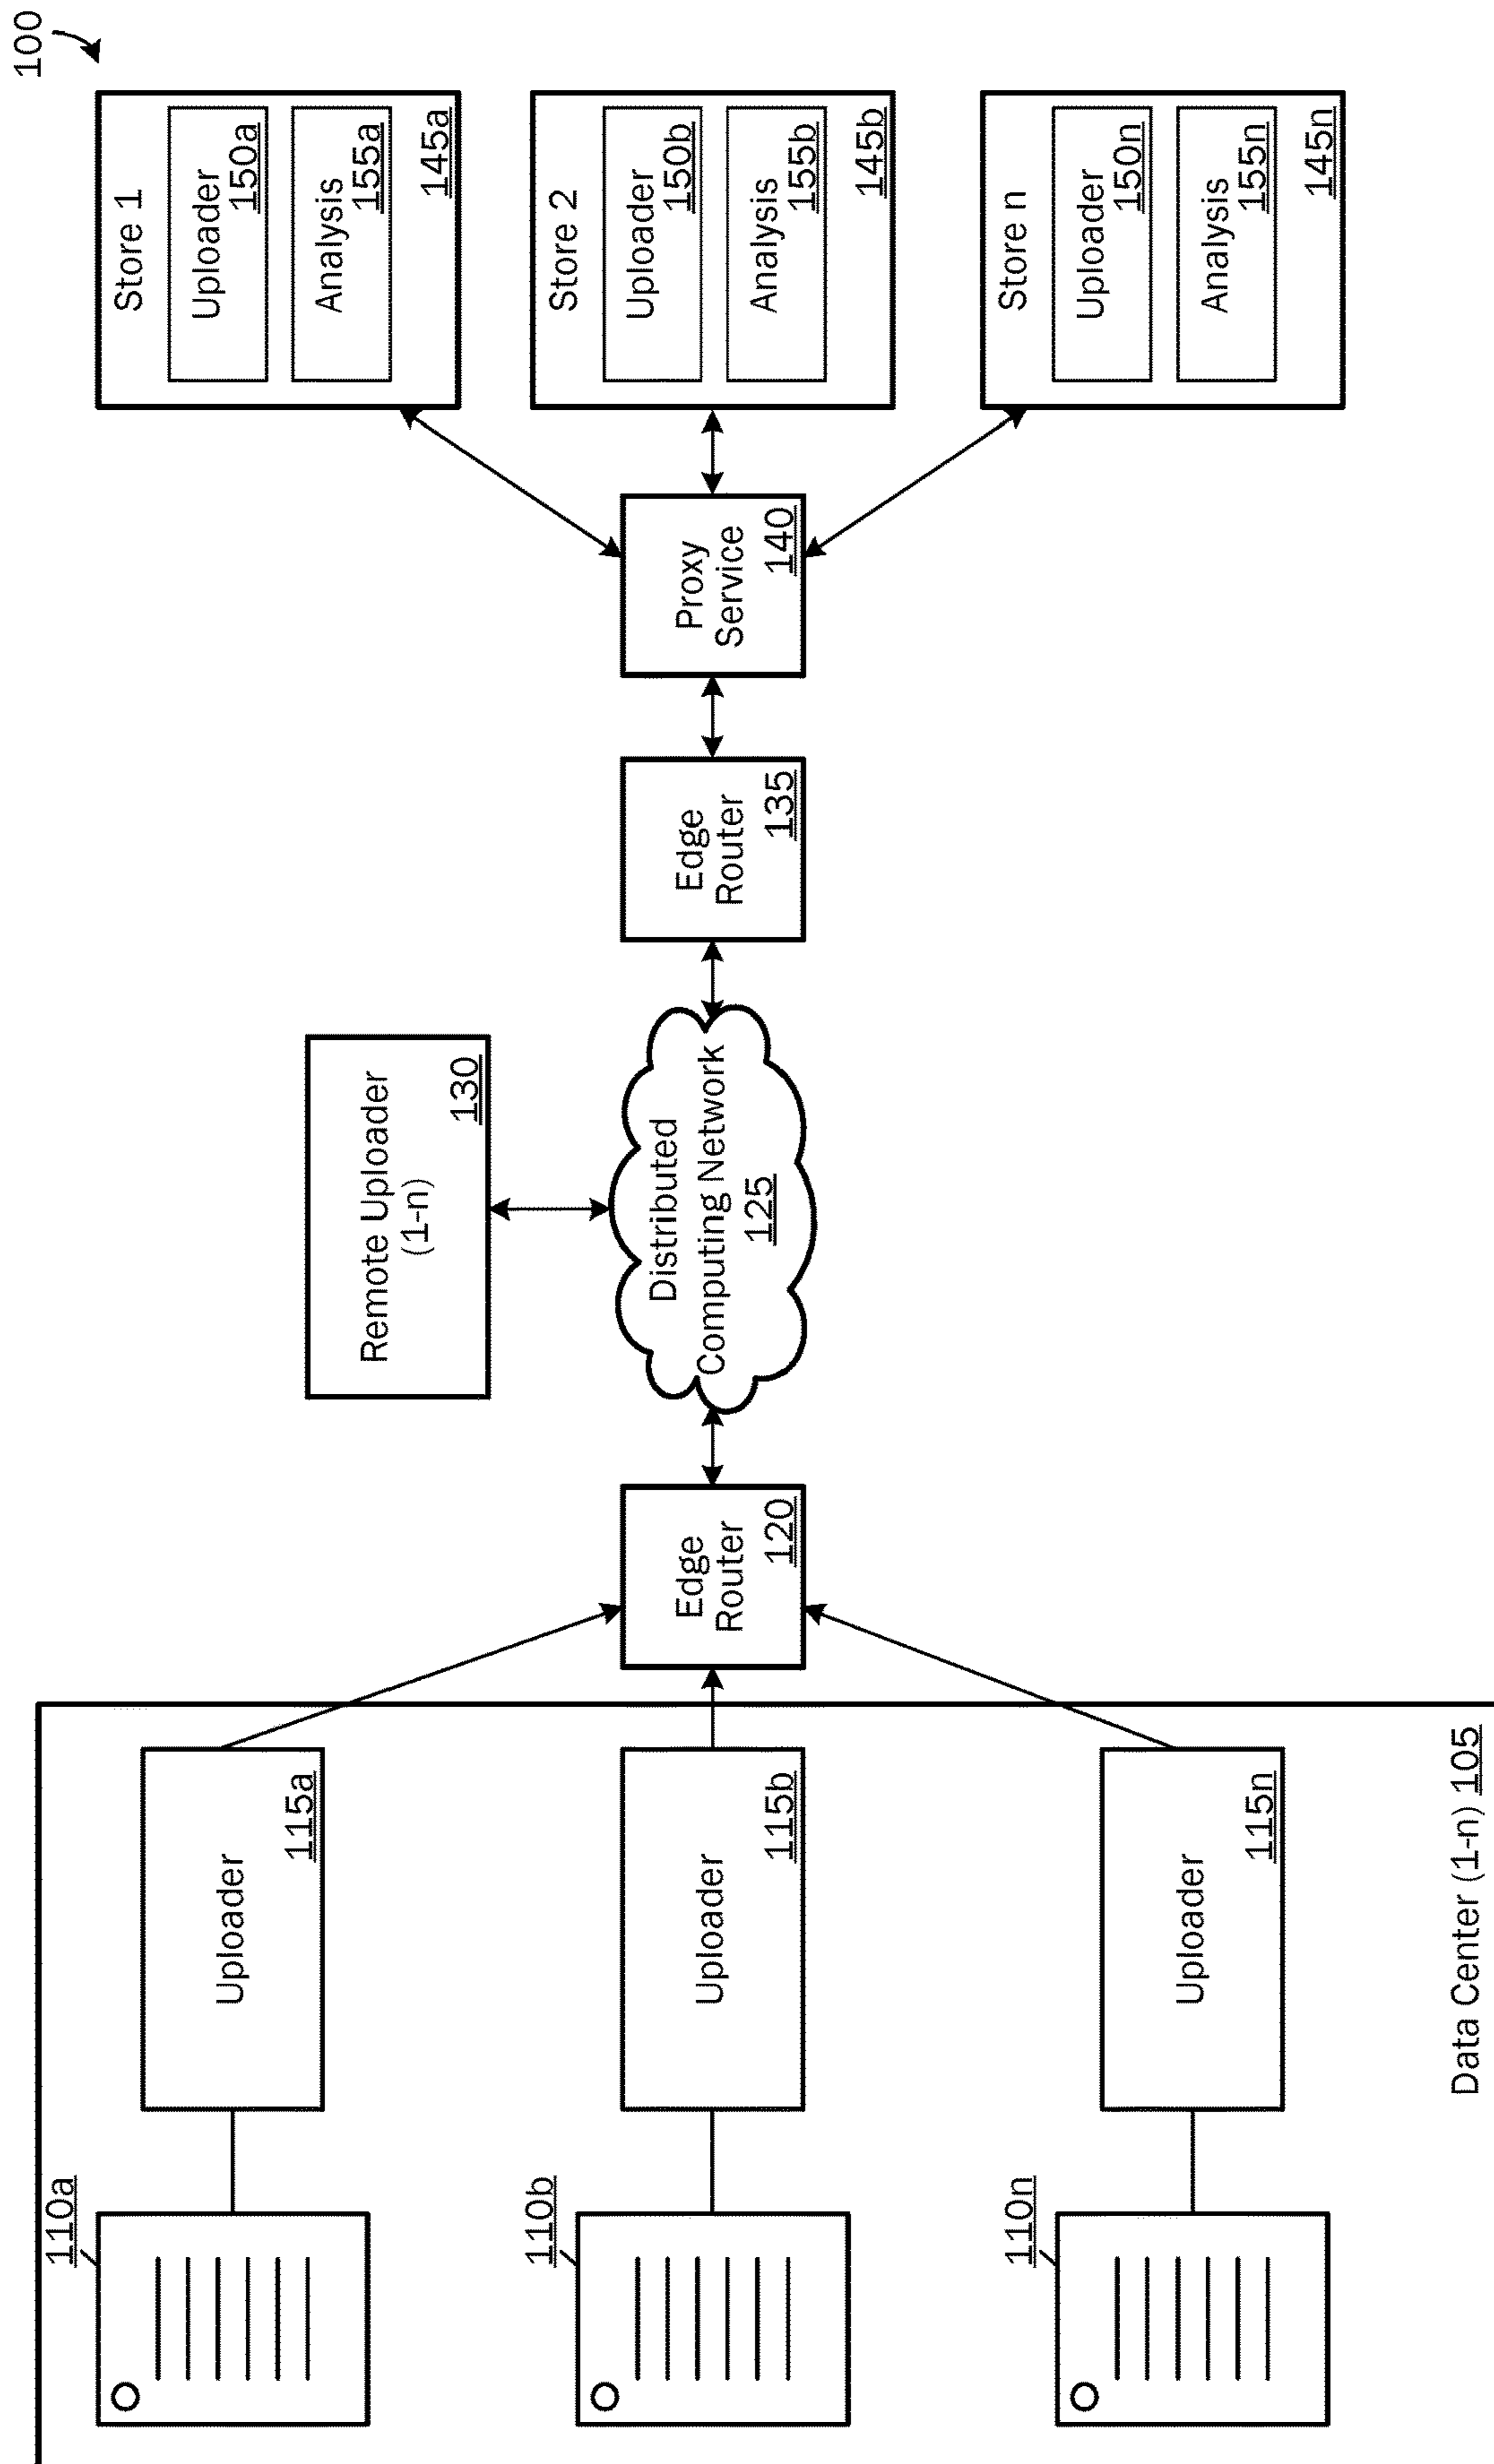 100
110a
Uploader
115a
110b
Uploader
115b
110n
Uploader
115n
Data Center (1-n) 105
Edge
Router
120
Remote Uploader
(1-n)
130
Distributed
Computing Network
125
Edge
Router
135
Proxy
Service
140
Store 1
Uploader
150a
Analysis
155a
145a
Store 2
Uploader
150b
Analysis
155b
145b
Store n
Uploader
150n
Analysis
155n
145n